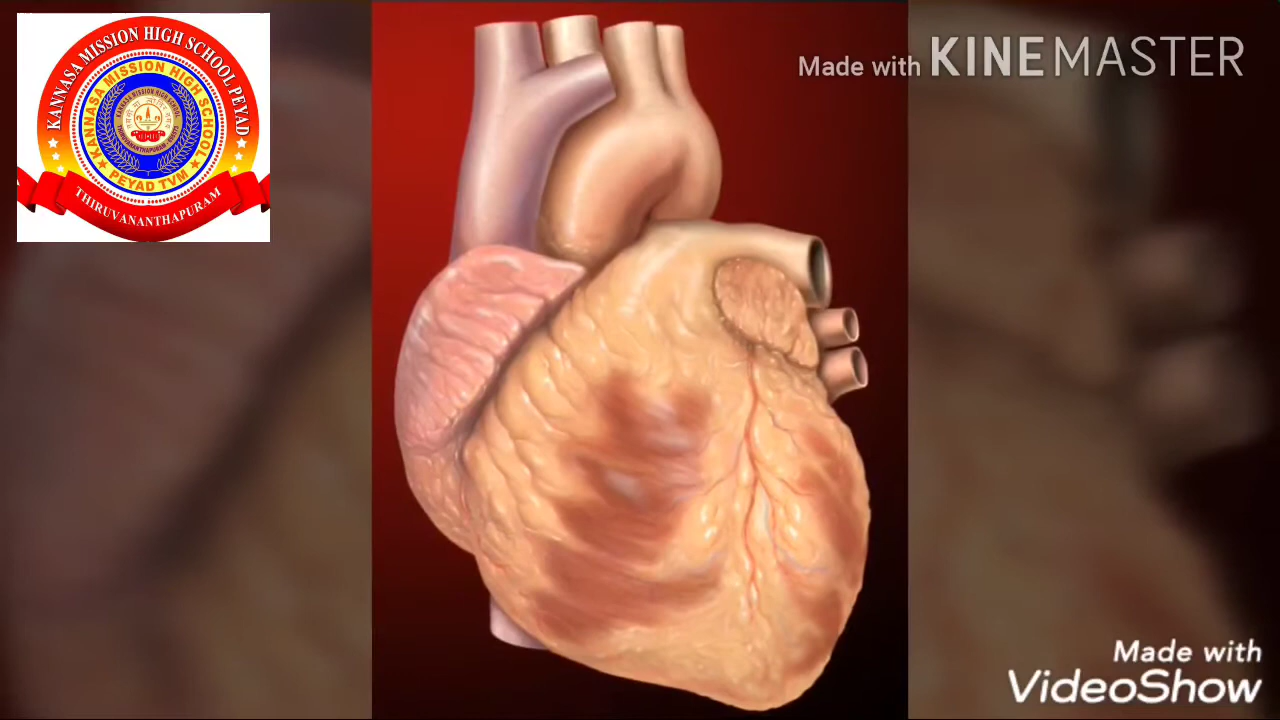 KANNASA MISSION HIGH SCHOOL, PEYAD
KANNASA MISSION HIGH SCHOOL
PEYAD TVM
THIRUVANANTHAPURAM
Made with KINEMASTER
Made with
VideoShow